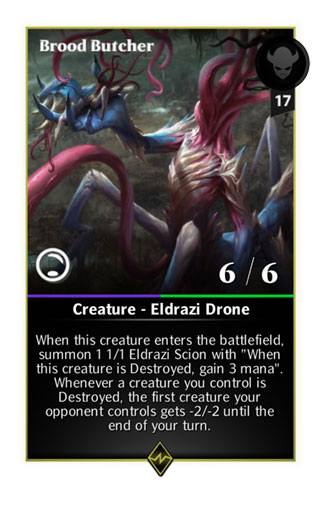 Brood Butcher
17
6/6
Creature - Eldrazi Drone
When this creature enters the battlefield,
summon 1 1/1 Eldrazi Scion with "When
this creature is Destroyed, gain 3 mana".
Whenever a creature you control is
Destroyed, the first creature your
opponent controls gets -2/-2 until the
end of your turn.